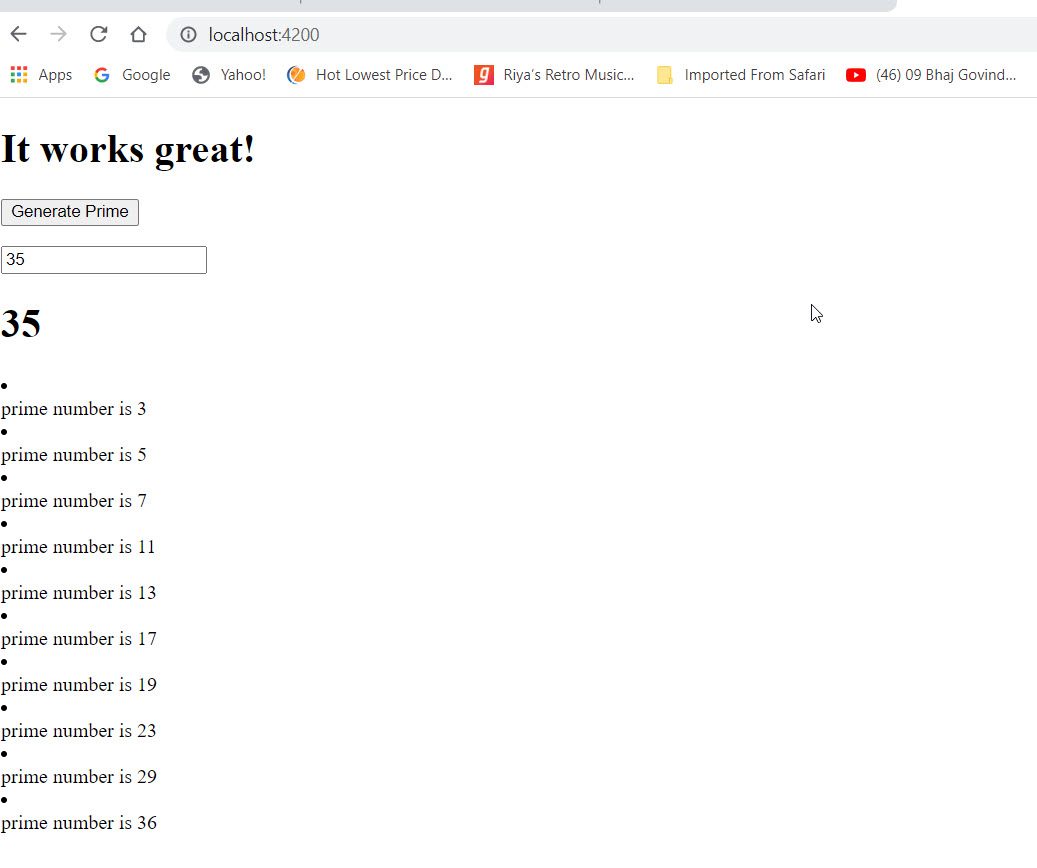 localhost:4200
Apps Google Yahoo! Hot Lowest Price D... Riya's Retro Music... Imported From Safari (46) 09 Bhaj Govind...
It works great!
Generate Prime
35
35
•
prime number is 3
•
prime number is 5
•
prime number is 7
•
prime number is 11
•
prime number is 13
•
prime number is 17
•
prime number is 19
•
prime number is 23
•
prime number is 29
•
prime number is 36